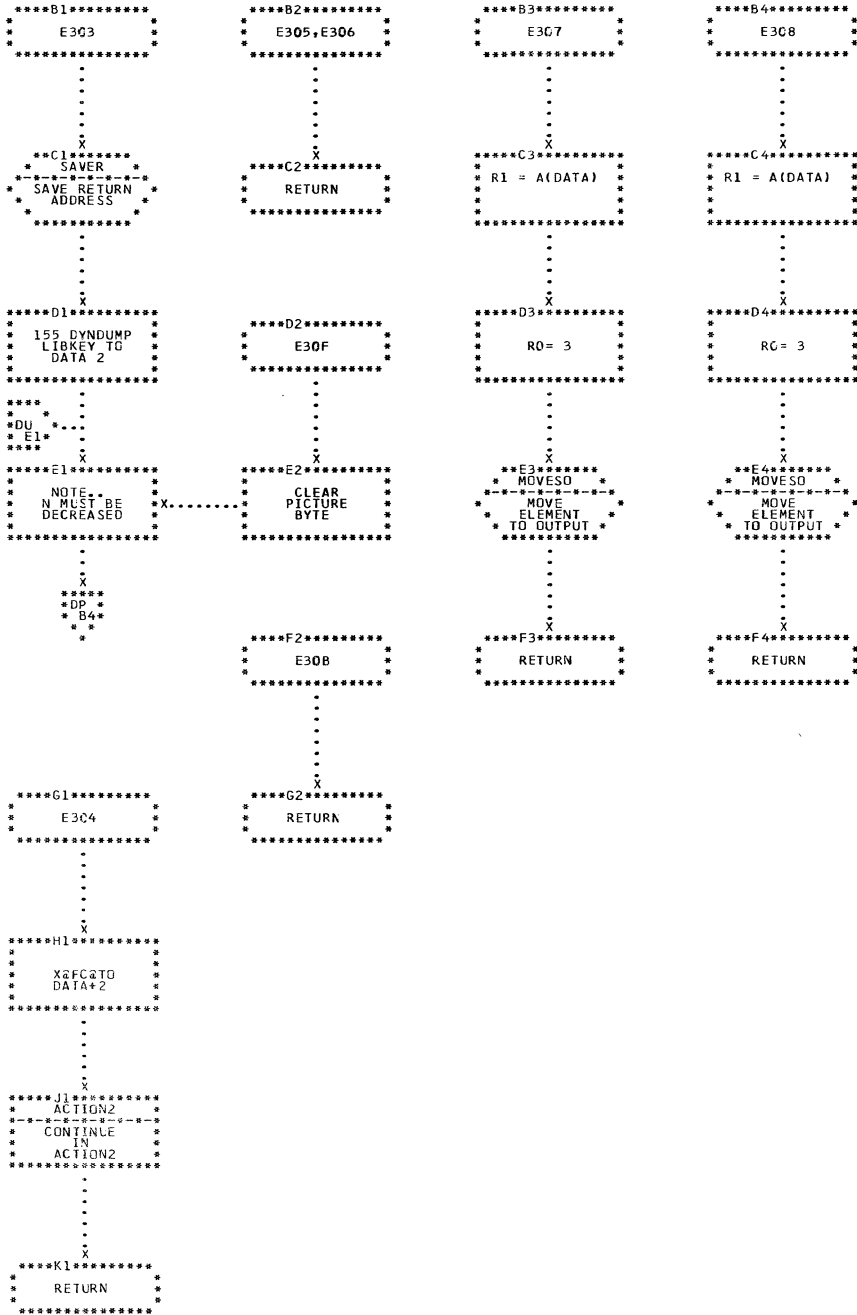 B1
E303
B2
E305,E306
B3
E307
B4
E308
C1
SAVER
SAVE RETURN
ADDRESS
C2
RETURN
C3
R1 = A(DATA)
C4
R1 = A(DATA)
D1
155 DYNDUMP
LIBKEY TO
DATA 2
D2
E30F
D3
R0= 3
D4
R0= 3
DU
E1
E1
NOTE..
N MUST BE
DECREASED
E2
CLEAR
PICTURE
BYTE
E3
MOVESO
MOVE
ELEMENT
TO OUTPUT
E4
MOVESO
MOVE
ELEMENT
TO OUTPUT
DP
B4
F2
E30B
F3
RETURN
F4
RETURN
G1
E304
G2
RETURN
H1
X@FC@TO
DATA+2
J1
ACTION2
CONTINUE
IN
ACTION2
K1
RETURN